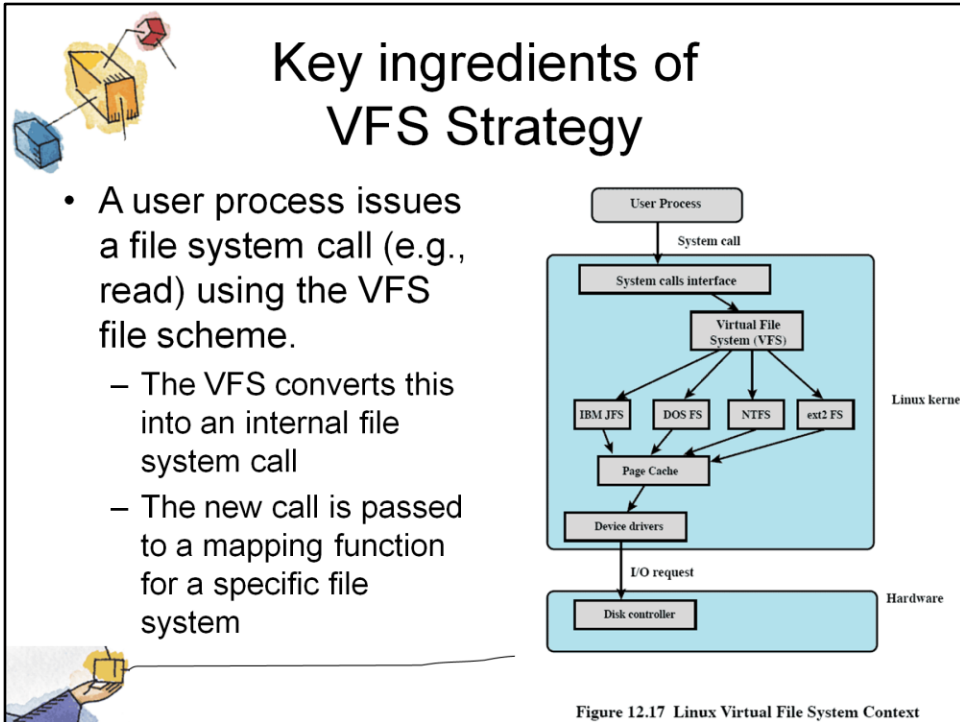 Key ingredients of
VFS Strategy
• A user process issues
a file system call (e.g.,
read) using the VFS
file scheme.
– The VFS converts this
into an internal file
system call
– The new call is passed
to a mapping function
for a specific file
system
User Process
System call
System calls interface
Virtual File
System (VFS)
IBM JFS
DOS FS
NTFS
ext2 FS
Linux kerne
Page Cache
Device drivers
I/O request
Hardware
Disk controller
Figure 12.17 Linux Virtual File System Context